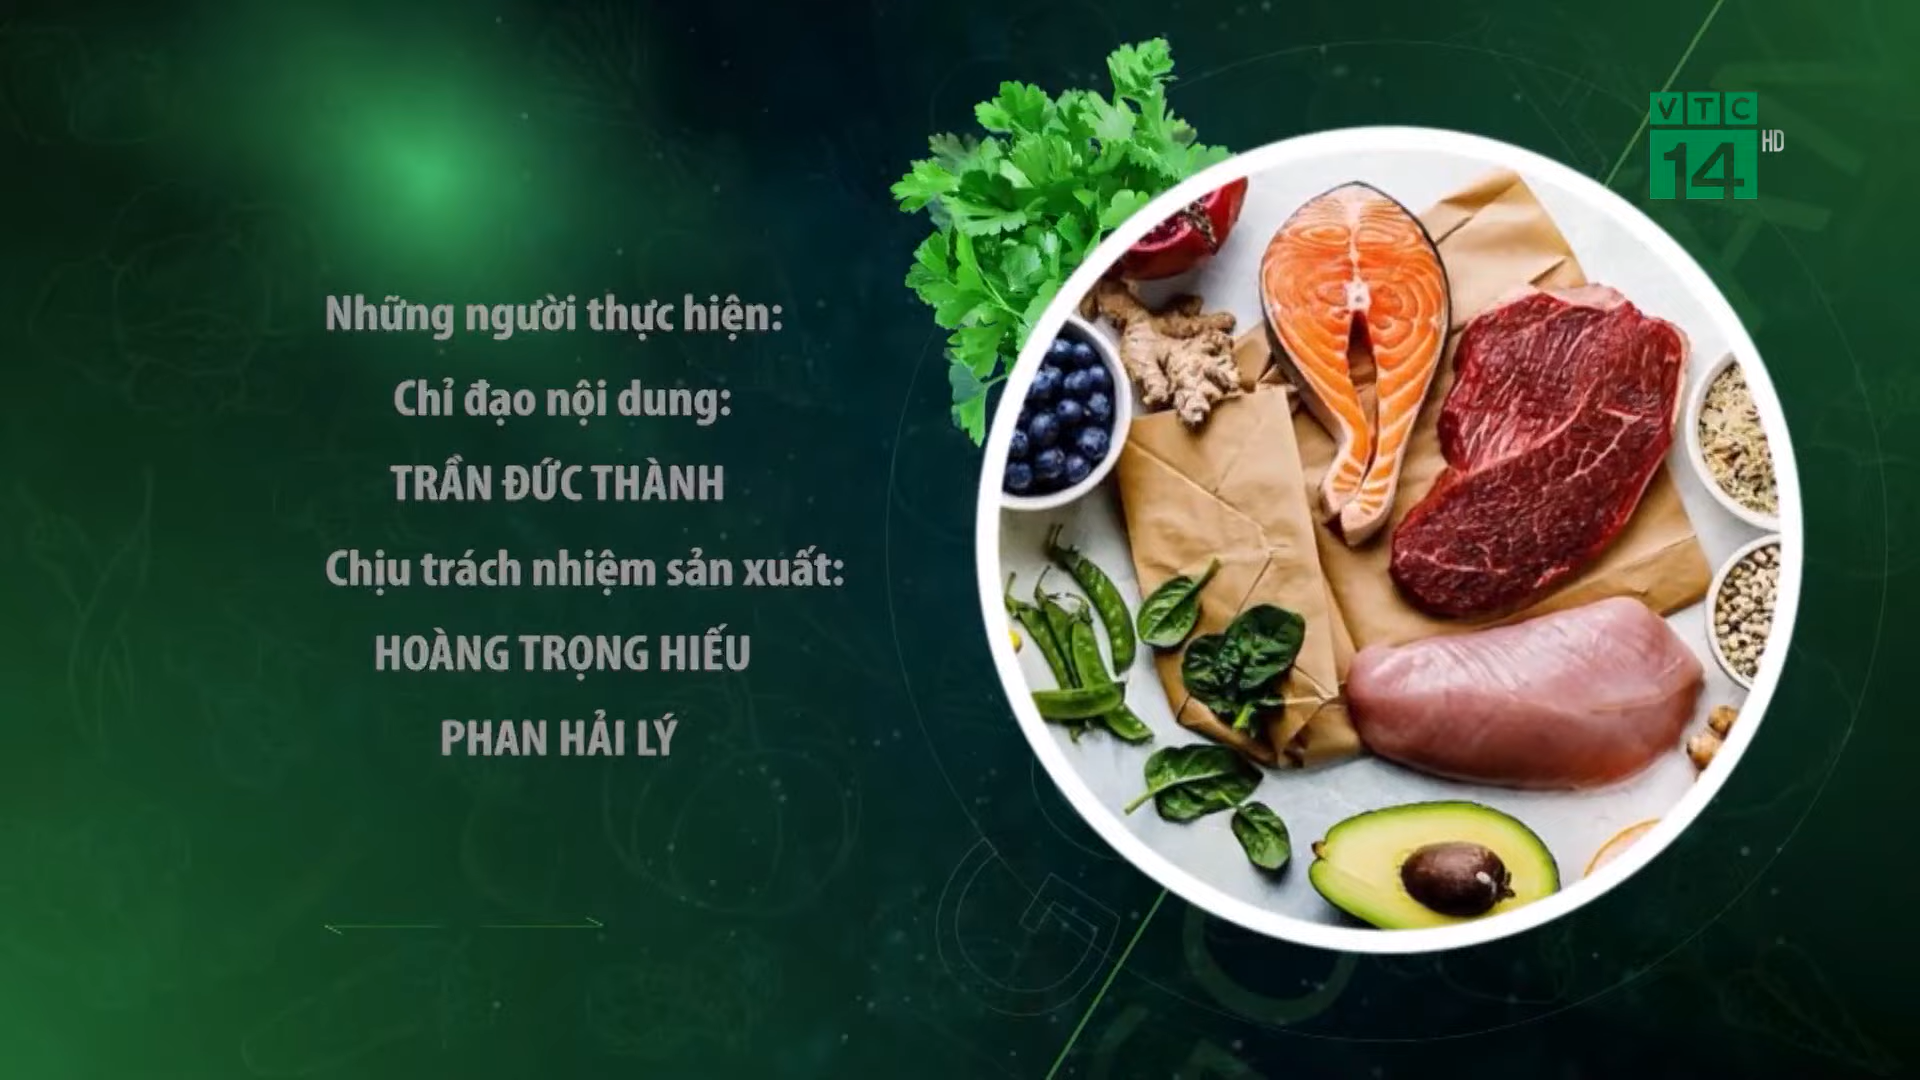 Những người thực hiện:
Chỉ đạo nội dung:
TRẦN ĐỨC THÀNH
Chịu trách nhiệm sản xuất:
HOÀNG TRỌNG HIẾU
PHAN HẢI LÝ
VTC
14 HD